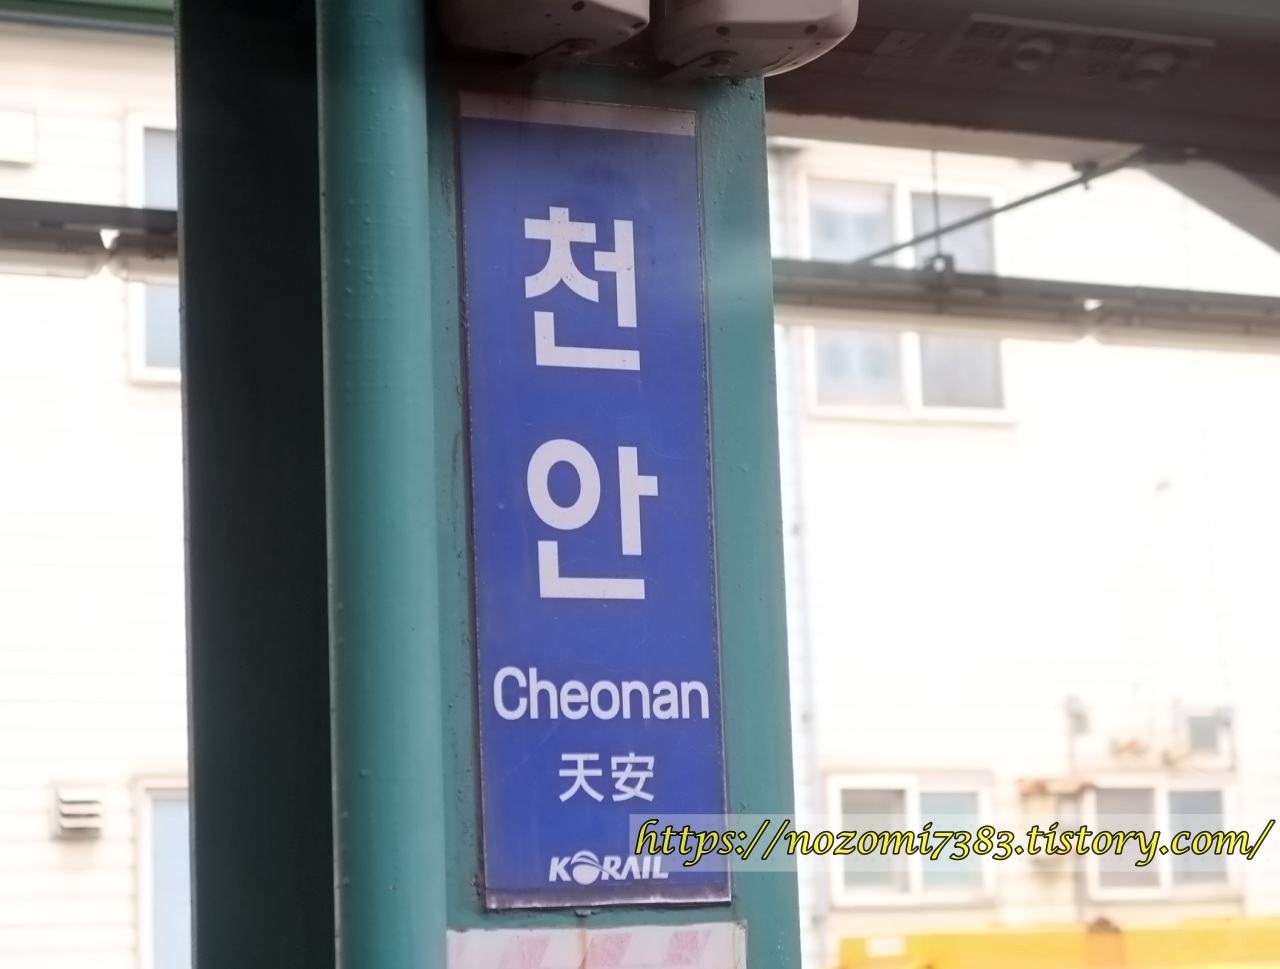 천
안
Cheonan
天安
KORAIL
https://nozomi7383.tistory.com/